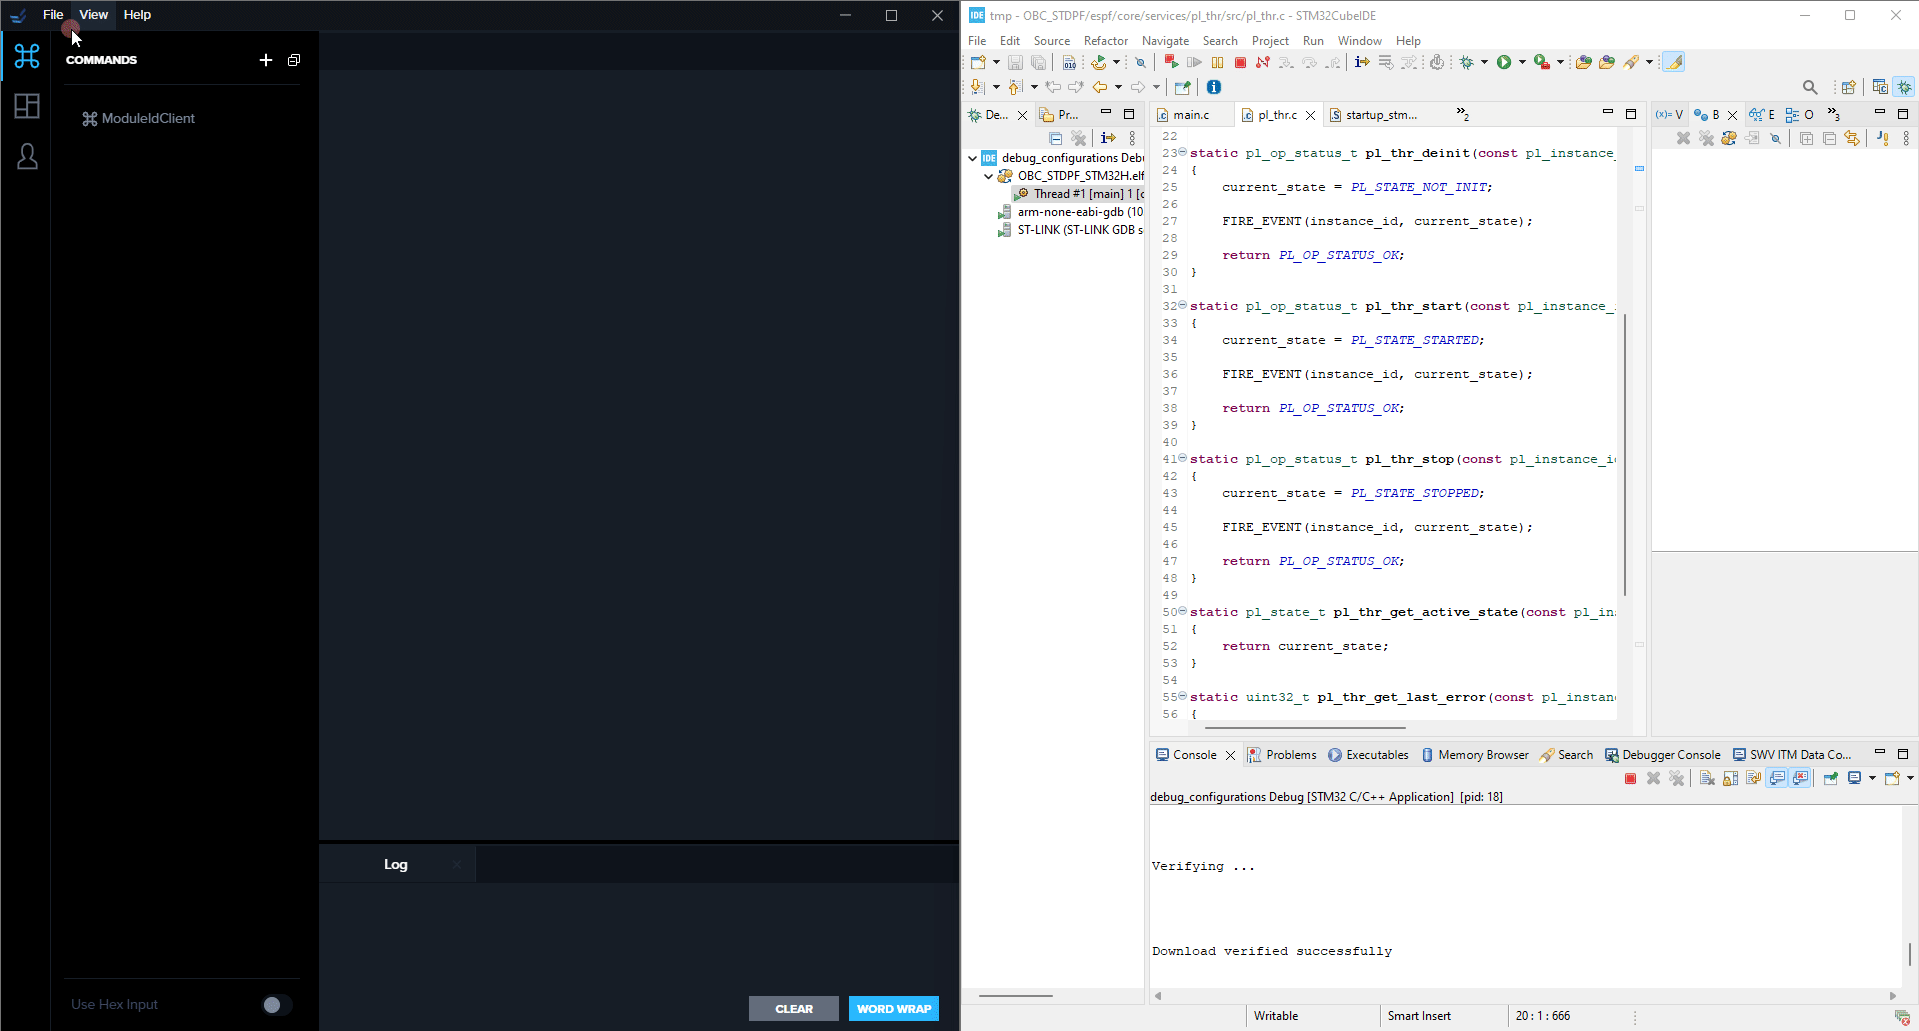 File View Help
COMMANDS
ModuleIdClient
Use Hex Input
Log
CLEAR
WORD WRAP
IDE tmp - OBC_STDPF/espf/core/services/pl_thr/src/pl_thr.c - STM32CubeIDE
File Edit Source Refactor Navigate Search Project Run Window Help
De...
Pr...
IDE debug_configurations Deb
OBC_STDPF_STM32H.elf
Thread #1 [main] 1 [c
arm-none-eabi-gdb (10
ST-LINK (ST-LINK GDB s
main.c
pl_thr.c
startup_stm...
»2
22
23 static pl_op_status_t pl_thr_deinit(const pl_instance_
24 {
25 current_state = PL_STATE_NOT_INIT;
26
27 FIRE_EVENT(instance_id, current_state);
28
29 return PL_OP_STATUS_OK;
30 }
31
32 static pl_op_status_t pl_thr_start(const pl_instance_
33 {
34 current_state = PL_STATE_STARTED;
35
36 FIRE_EVENT(instance_id, current_state);
37
38 return PL_OP_STATUS_OK;
39 }
40
41 static pl_op_status_t pl_thr_stop(const pl_instance_i
42 {
43 current_state = PL_STATE_STOPPED;
44
45 FIRE_EVENT(instance_id, current_state);
46
47 return PL_OP_STATUS_OK;
48 }
49
50 static pl_state_t pl_thr_get_active_state(const pl_in
51 {
52 return current_state;
53 }
54
55 static uint32_t pl_thr_get_last_error(const pl_instan
56 {
(x)= V
B
E
O
»3
Console
Problems
Executables
Memory Browser
Search
Debugger Console
SWV ITM Data Co...
debug_configurations Debug [STM32 C/C++ Application] [pid: 18]
Verifying ...
Download verified successfully
Writable
Smart Insert
20 : 1 : 666